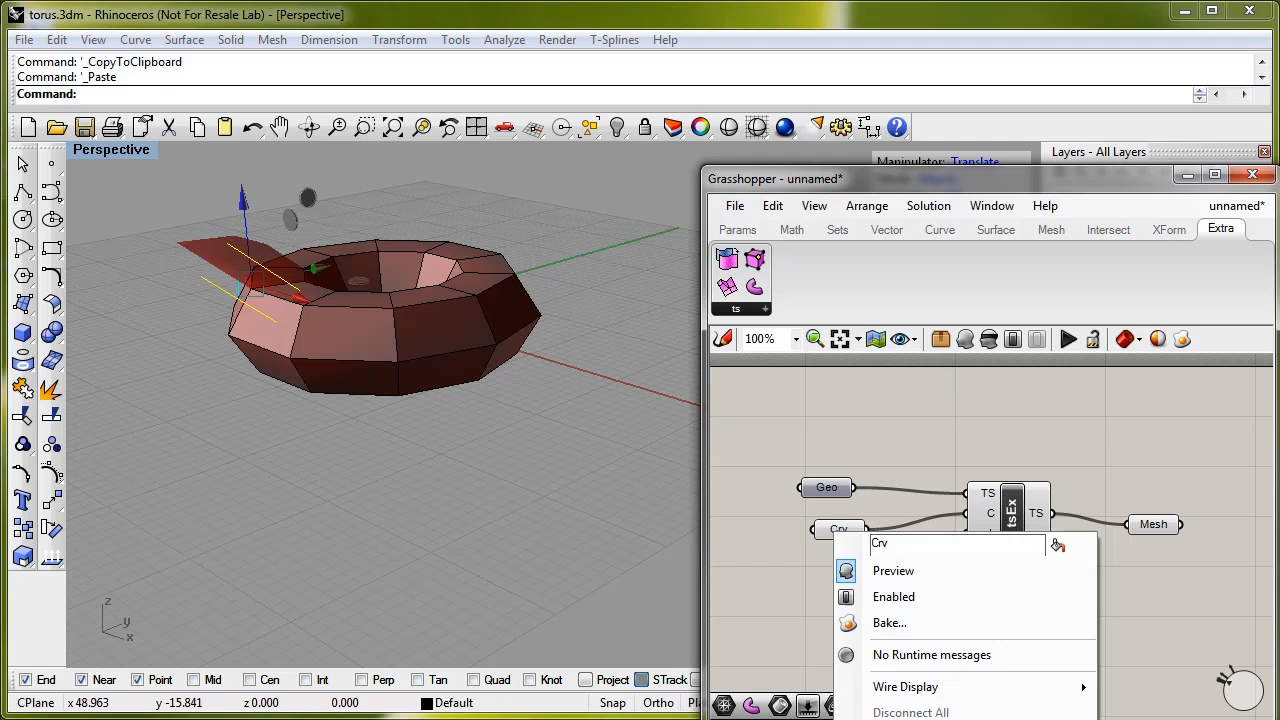 torus.3dm - Rhinoceros (Not For Resale Lab) - [Perspective]
File Edit View Curve Surface Solid Mesh Dimension Transform Tools Analyze Render T-Splines Help
Command: '_CopyToClipboard
Command: '_Paste
Command:
Perspective
Manipulator: Translate
Layers - All Layers
Grasshopper - unnamed*
File Edit View Arrange Solution Window Help unnamed*
Params Math Sets Vector Curve Surface Mesh Intersect XForm Extra
ts
100%
Geo
TS
C
tsEx
TS
Mesh
Crv
Crv
Preview
Enabled
Bake...
No Runtime messages
Wire Display
Disconnect All
z
y
x
End Near Point Mid Cen Int Perp Tan Quad Knot Project STrack
CPlane x 48.963 y -15.841 z 0.000 0.000 Default Snap Ortho